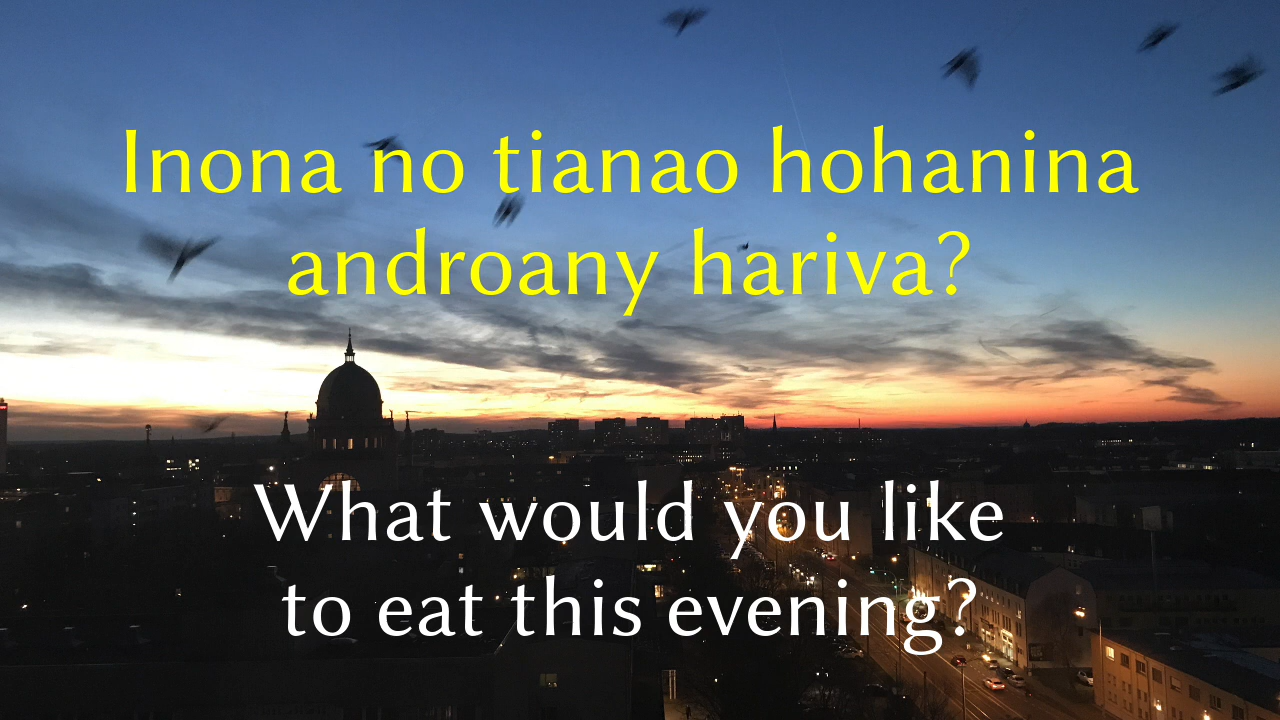 Inona no tianao hohanina
androany hariva?
What would you like
to eat this evening?